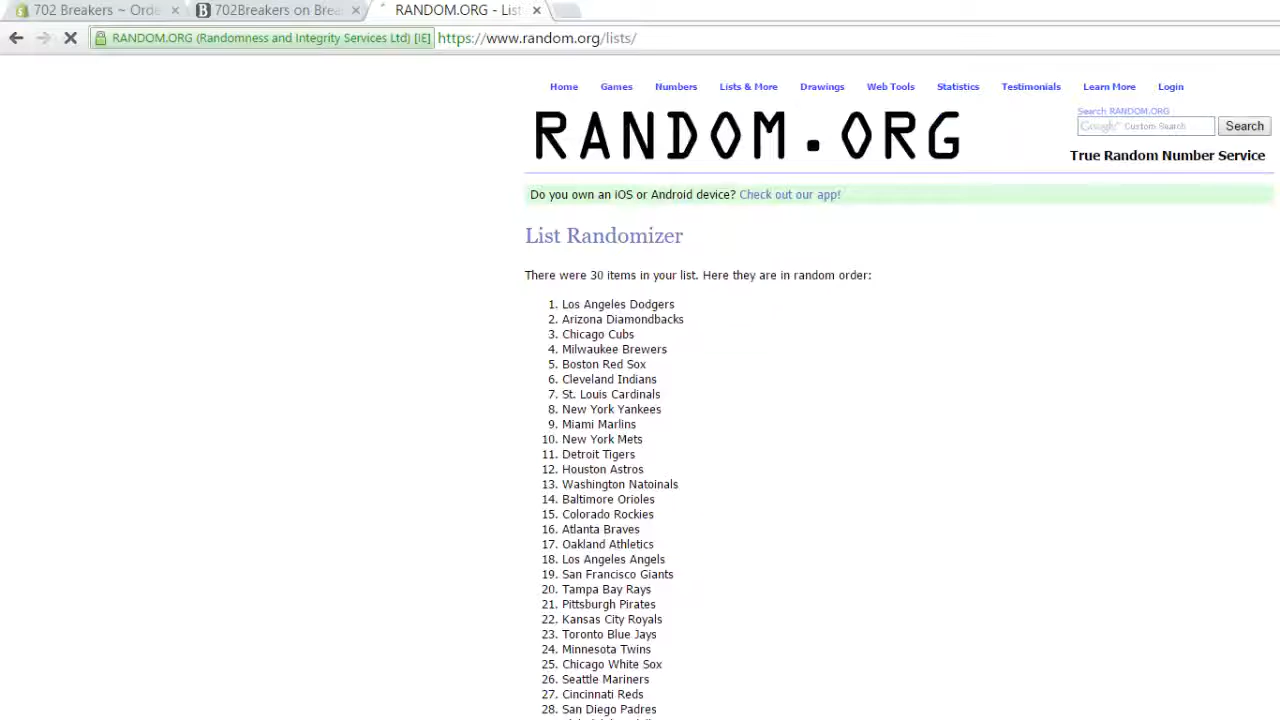 702 Breakers ~ Orde
702Breakers on Brea
RANDOM.ORG - List
RANDOM.ORG (Randomness and Integrity Services Ltd) [IE]
https://www.random.org/lists/
Home Games Numbers Lists & More Drawings Web Tools Statistics Testimonials Learn More Login
RANDOM.ORG
Search RANDOM.ORG
Google Custom Search
Search
True Random Number Service
Do you own an iOS or Android device? Check out our app!
List Randomizer
There were 30 items in your list. Here they are in random order:
1. Los Angeles Dodgers
2. Arizona Diamondbacks
3. Chicago Cubs
4. Milwaukee Brewers
5. Boston Red Sox
6. Cleveland Indians
7. St. Louis Cardinals
8. New York Yankees
9. Miami Marlins
10. New York Mets
11. Detroit Tigers
12. Houston Astros
13. Washington Natoinals
14. Baltimore Orioles
15. Colorado Rockies
16. Atlanta Braves
17. Oakland Athletics
18. Los Angeles Angels
19. San Francisco Giants
20. Tampa Bay Rays
21. Pittsburgh Pirates
22. Kansas City Royals
23. Toronto Blue Jays
24. Minnesota Twins
25. Chicago White Sox
26. Seattle Mariners
27. Cincinnati Reds
28. San Diego Padres